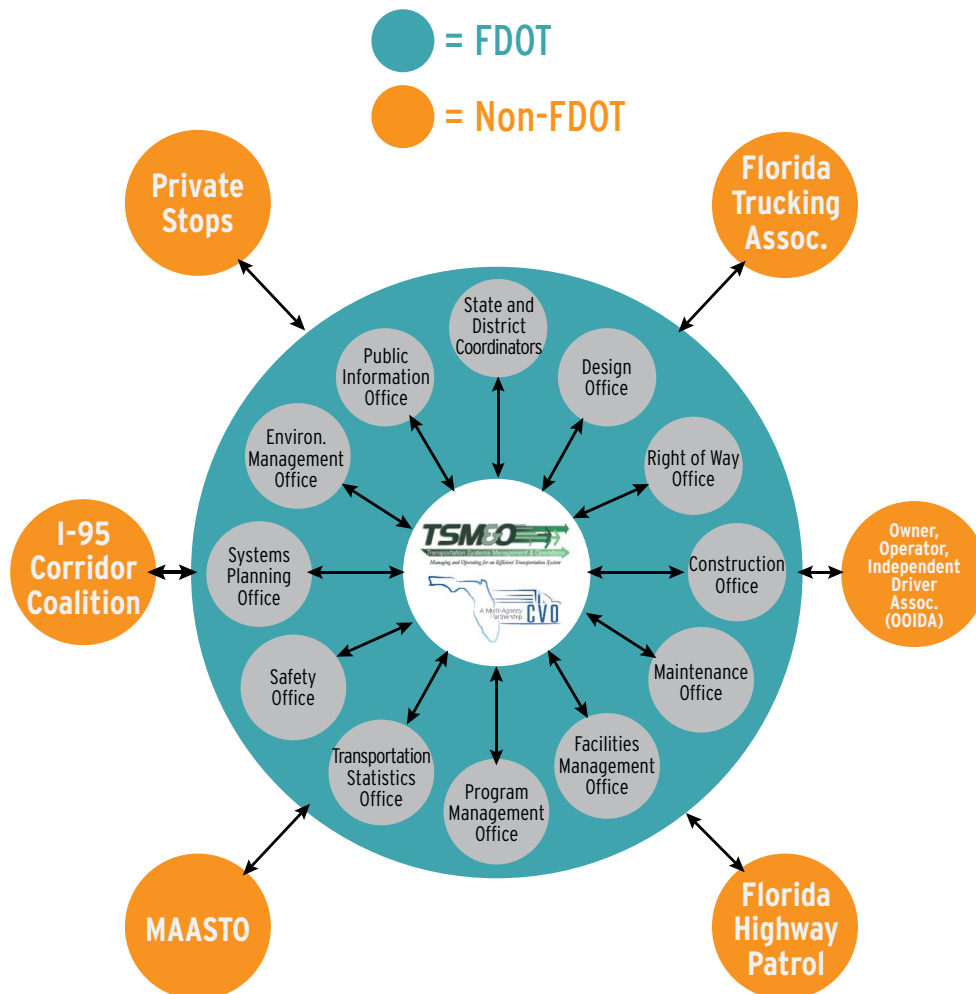 = FDOT
= Non-FDOT
Private
Stops
Florida
Trucking
Assoc.
State and
District
Coordinators
Public
Information
Office
Design
Office
Environ.
Management
Office
Right of Way
Office
I-95
Corridor
Coalition
Systems
Planning
Office
TSM&O
Transportation Systems Management & Operations
Managing and Operating for an Efficient Transportation System
A Multi-Agency
Partnership
CVO
Construction
Office
Owner,
Operator,
Independent
Driver
Assoc.
(OOIDA)
Safety
Office
Maintenance
Office
Transportation
Statistics
Office
Facilities
Management
Office
Program
Management
Office
MAASTO
Florida
Highway
Patrol